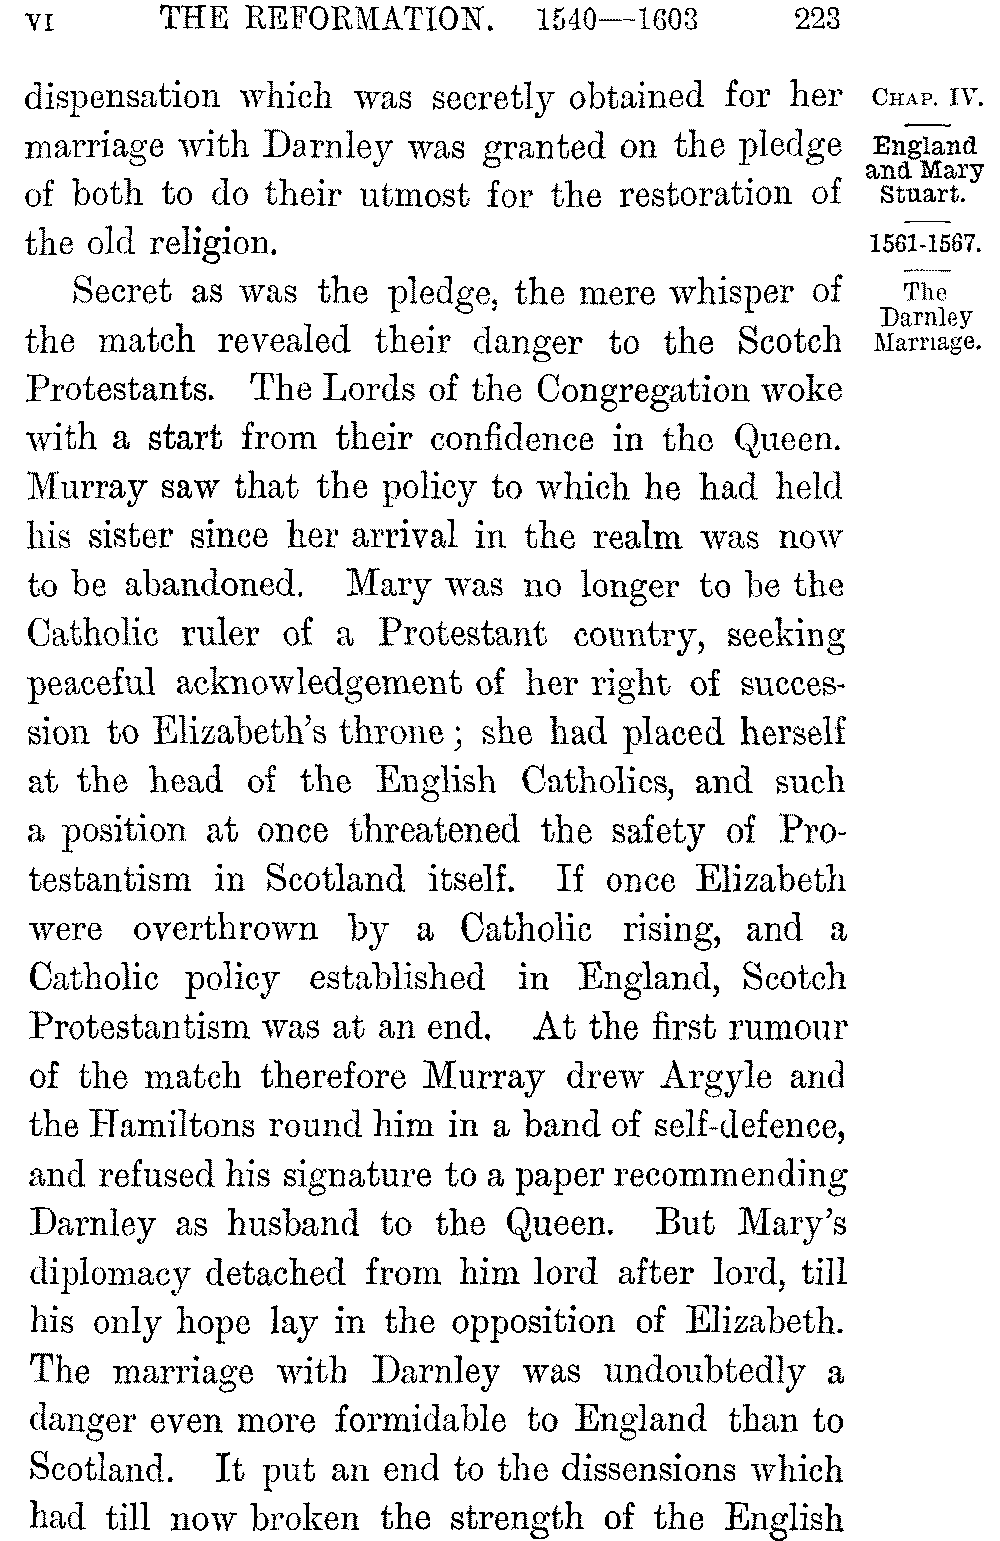 VI THE REFORMATION. 1540—1603 223
dispensation which was secretly obtained for her
marriage with Darnley was granted on the pledge
of both to do their utmost for the restoration of
the old religion.
Secret as was the pledge, the mere whisper of
the match revealed their danger to the Scotch
Protestants. The Lords of the Congregation woke
with a start from their confidence in the Queen.
Murray saw that the policy to which he had held
his sister since her arrival in the realm was now
to be abandoned. Mary was no longer to be the
Catholic ruler of a Protestant country, seeking
peaceful acknowledgement of her right of succes-
sion to Elizabeth's throne; she had placed herself
at the head of the English Catholics, and such
a position at once threatened the safety of Pro-
testantism in Scotland itself. If once Elizabeth
were overthrown by a Catholic rising, and a
Catholic policy established in England, Scotch
Protestantism was at an end. At the first rumour
of the match therefore Murray drew Argyle and
the Hamiltons round him in a band of self-defence,
and refused his signature to a paper recommending
Darnley as husband to the Queen. But Mary's
diplomacy detached from him lord after lord, till
his only hope lay in the opposition of Elizabeth.
The marriage with Darnley was undoubtedly a
danger even more formidable to England than to
Scotland. It put an end to the dissensions which
had till now broken the strength of the English
CHAP. IV.
England
and Mary
Stuart.
1561-1567.
The
Darnley
Marriage.